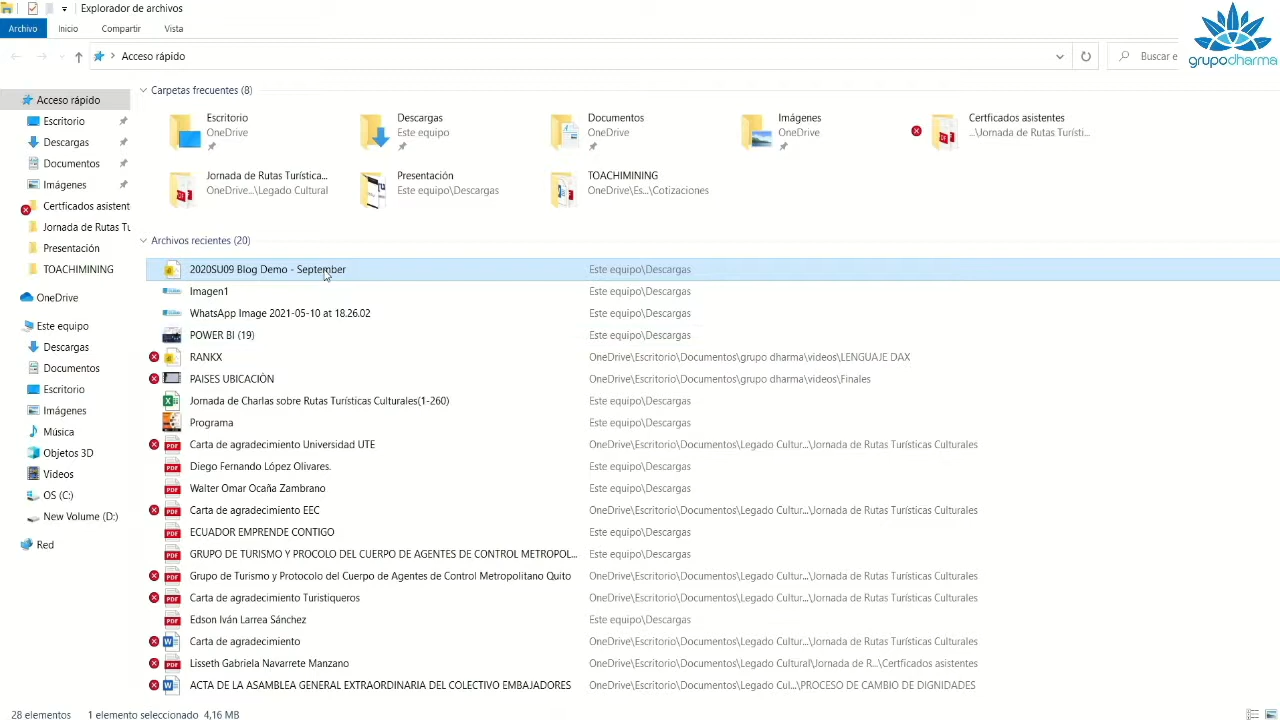 Explorador de archivos
Archivo Inicio Compartir Vista
Acceso rápido
Buscar e
grupodharma
Acceso rápido
Escritorio
Descargas
Documentos
Imágenes
Certficados asistent
Jornada de Rutas Tu
Presentación
TOACHIMINING
OneDrive
Este equipo
Descargas
Documentos
Escritorio
Imágenes
Música
Objetos 3D
Vídeos
OS (C:)
New Volume (D:)
Red
Carpetas frecuentes (8)
Escritorio
OneDrive
Descargas
Este equipo
Documentos
OneDrive
Imágenes
OneDrive
Certficados asistentes
...\Jornada de Rutas Turísti...
Jornada de Rutas Turística...
OneDrive...\Legado Cultural
Presentación
Este equipo\Descargas
TOACHIMINING
OneDrive\Es...\Cotizaciones
Archivos recientes (20)
2020SU09 Blog Demo - September Este equipo\Descargas
Imagen1 Este equipo\Descargas
WhatsApp Image 2021-05-10 at 18.26.02 Este equipo\Descargas
POWER BI (19) Este equipo\Descargas
RANKX OneDrive\Escritorio\Documentos\grupo dharma\videos\LENGUAJE DAX
PAISES UBICACIÓN OneDrive\Escritorio\Documentos\grupo dharma\videos\Finales
Jornada de Charlas sobre Rutas Turísticas Culturales(1-260) Este equipo\Descargas
Programa Este equipo\Descargas
Carta de agradecimiento Universidad UTE OneDrive\Escritorio\Documentos\Legado Cultur...\Jornada de Rutas Turísticas Culturales
Diego Fernando López Olivares. Este equipo\Descargas
Walter Omar Ocaña Zambrano Este equipo\Descargas
Carta de agradecimiento EEC OneDrive\Escritorio\Documentos\Legado Cultur...\Jornada de Rutas Turísticas Culturales
ECUADOR EMPRENDE CONTIGO Este equipo\Descargas
GRUPO DE TURISMO Y PROCOLO DEL CUERPO DE AGENTES DE CONTROL METROPOL... Este equipo\Descargas
Grupo de Turismo y Protocolo del Cuerpo de Agentes de Control Metropolitano Quito OneDrive\Escritorio\Documentos\Legado Cultur...\Jornada de Rutas Turísticas Culturales
Carta de agradecimiento Turistiqueros OneDrive\Escritorio\Documentos\Legado Cultur...\Jornada de Rutas Turísticas Culturales
Edson Iván Larrea Sánchez Este equipo\Descargas
Carta de agradecimiento OneDrive\Escritorio\Documentos\Legado Cultur...\Jornada de Rutas Turísticas Culturales
Lisseth Gabriela Navarrete Manzano OneDrive\Escritorio\Documentos\Legado Cultural\Jornada ...\Certficados asistentes
ACTA DE LA ASAMBLEA GENERAL EXTRAORDINARIA DEL COLECTIVO DE EDUCADORES OneDrive\Escritorio\Documentos\Legado Cul...\PROCESO DE CAMBIO DE DIGNIDADES
28 elementos 1 elemento seleccionado 4,16 MB